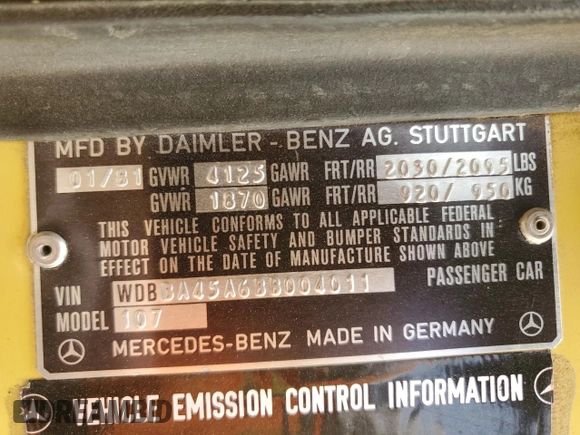 MFD BY DAIMLER-BENZ AG. STUTTGART
01/81 GVWR 4125 GAWR FRT/RR 2030/2095 LBS
GVWR 1870 GAWR FRT/RR 920/ 950 KG
THIS VEHICLE CONFORMS TO ALL APPLICABLE FEDERAL
MOTOR VEHICLE SAFETY AND BUMPER STANDARDS IN
EFFECT ON THE DATE OF MANUFACTURE SHOWN ABOVE
VIN WDBBA45A6BB004011 PASSENGER CAR
MODEL 107
MERCEDES-BENZ MADE IN GERMANY
VEHICLE EMISSION CONTROL INFORMATION